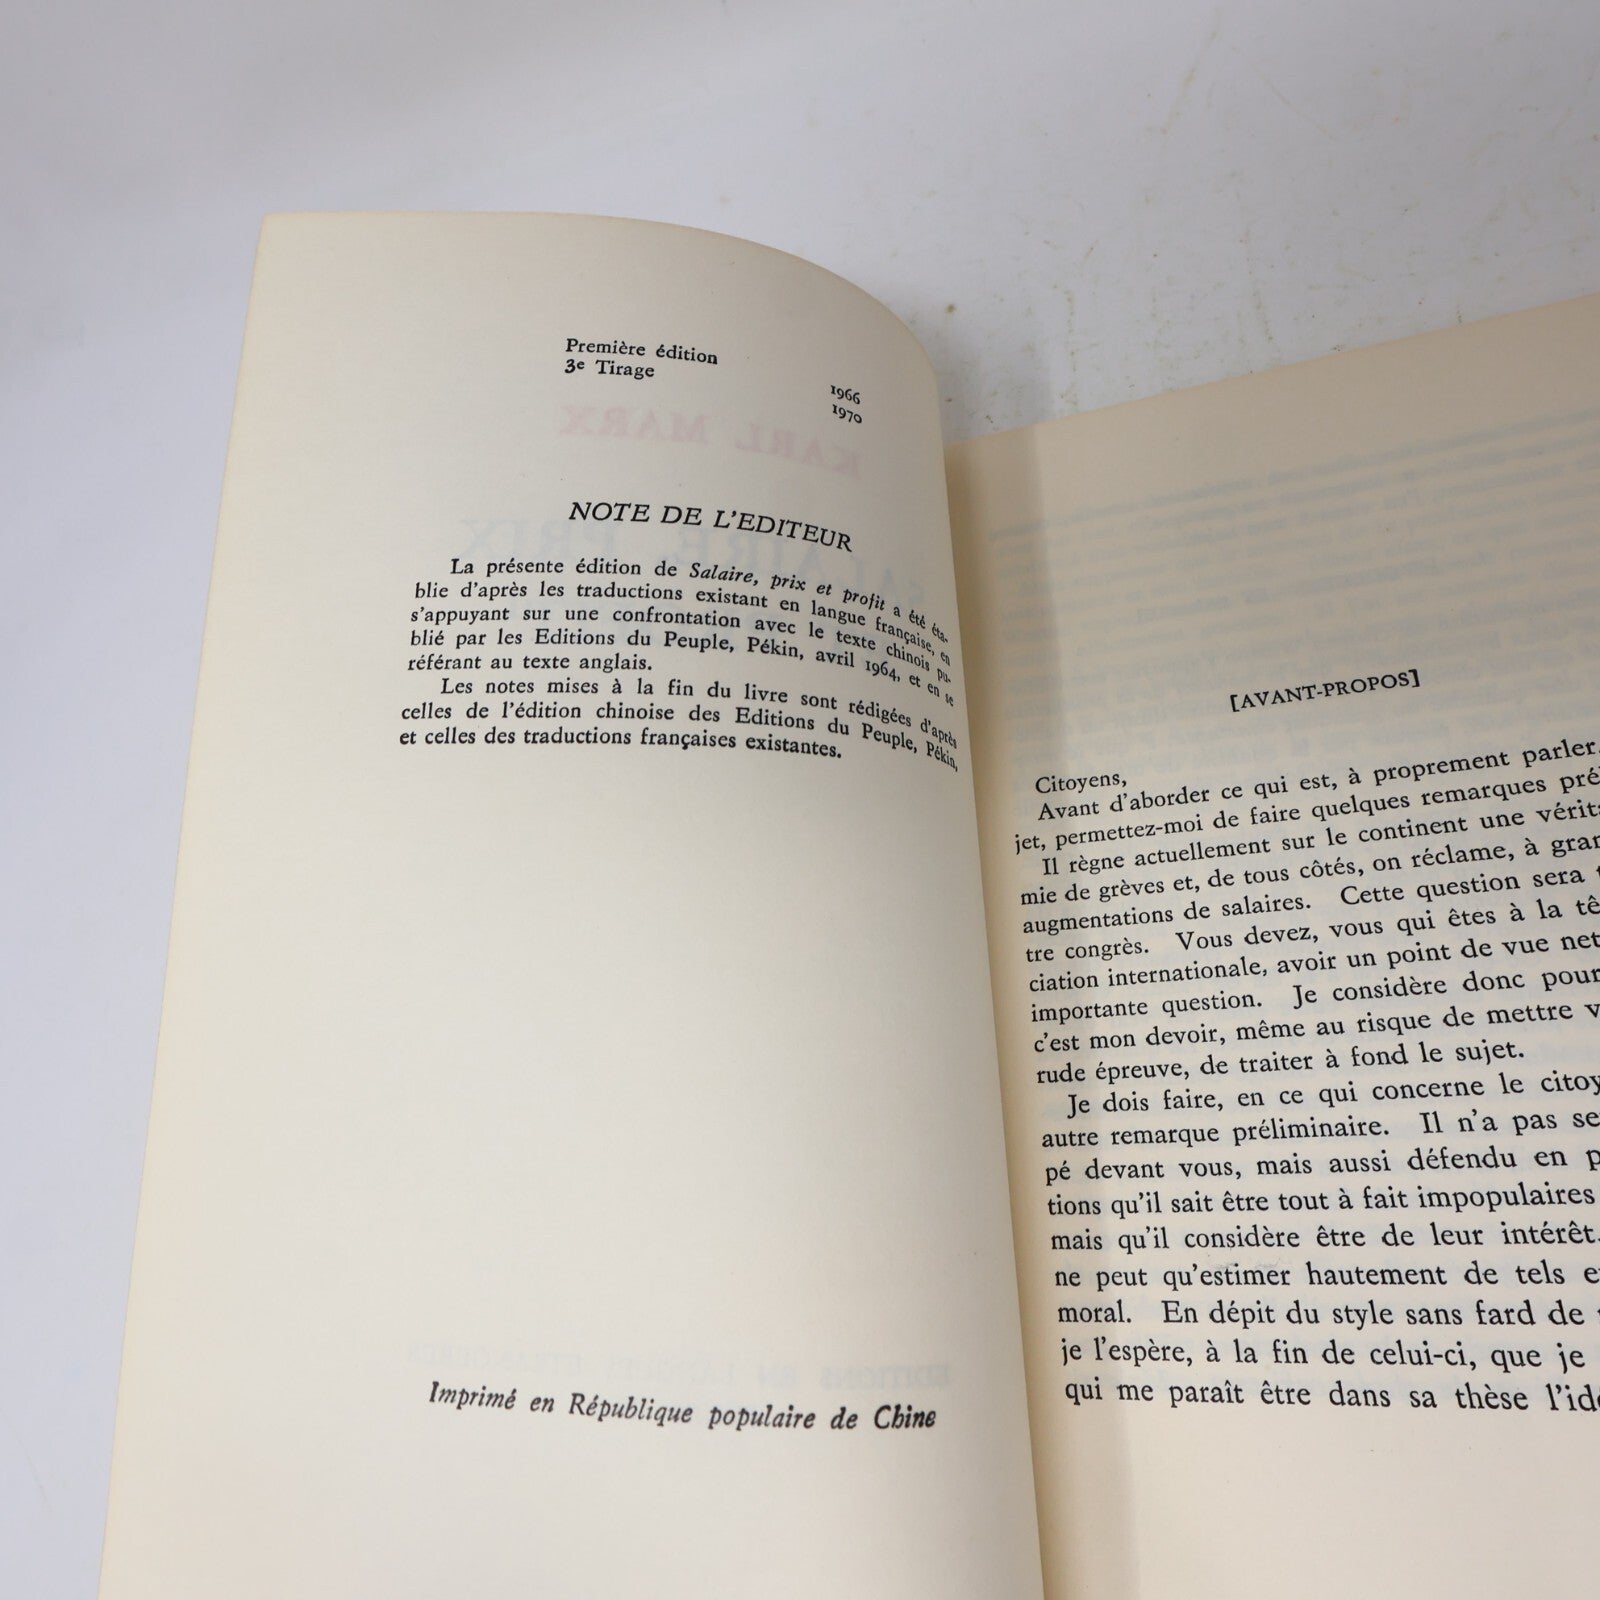 Première édition 1966
3e Tirage 1970
NOTE DE L'EDITEUR
La présente édition de Salaire, prix et profit a été éta-
blie d'après les traductions existant en langue française, en
s'appuyant sur une confrontation avec le texte chinois pu-
blié par les Editions du Peuple, Pékin, avril 1964, et en se
référant au texte anglais.
Les notes mises à la fin du livre sont rédigées d'après
celles de l'édition chinoise des Editions du Peuple, Pékin,
et celles des traductions françaises existantes.
Imprimé en République populaire de Chine
[AVANT-PROPOS]
Citoyens,
Avant d'aborder ce qui est, à proprement parler,
jet, permettez-moi de faire quelques remarques pré
Il règne actuellement sur le continent une vérit
mie de grèves et, de tous côtés, on réclame, à gran
augmentations de salaires. Cette question sera
tre congrès. Vous devez, vous qui êtes à la tê
ciation internationale, avoir un point de vue net
importante question. Je considère donc pour
c'est mon devoir, même au risque de mettre v
rude épreuve, de traiter à fond le sujet.
Je dois faire, en ce qui concerne le citoy
autre remarque préliminaire. Il n'a pas se
pé devant vous, mais aussi défendu en p
tions qu'il sait être tout à fait impopulaires
mais qu'il considère être de leur intérêt.
ne peut qu'estimer hautement de tels
moral. En dépit du style sans fard de
je l'espère, à la fin de celui-ci, que je
qui me paraît être dans sa thèse l'id